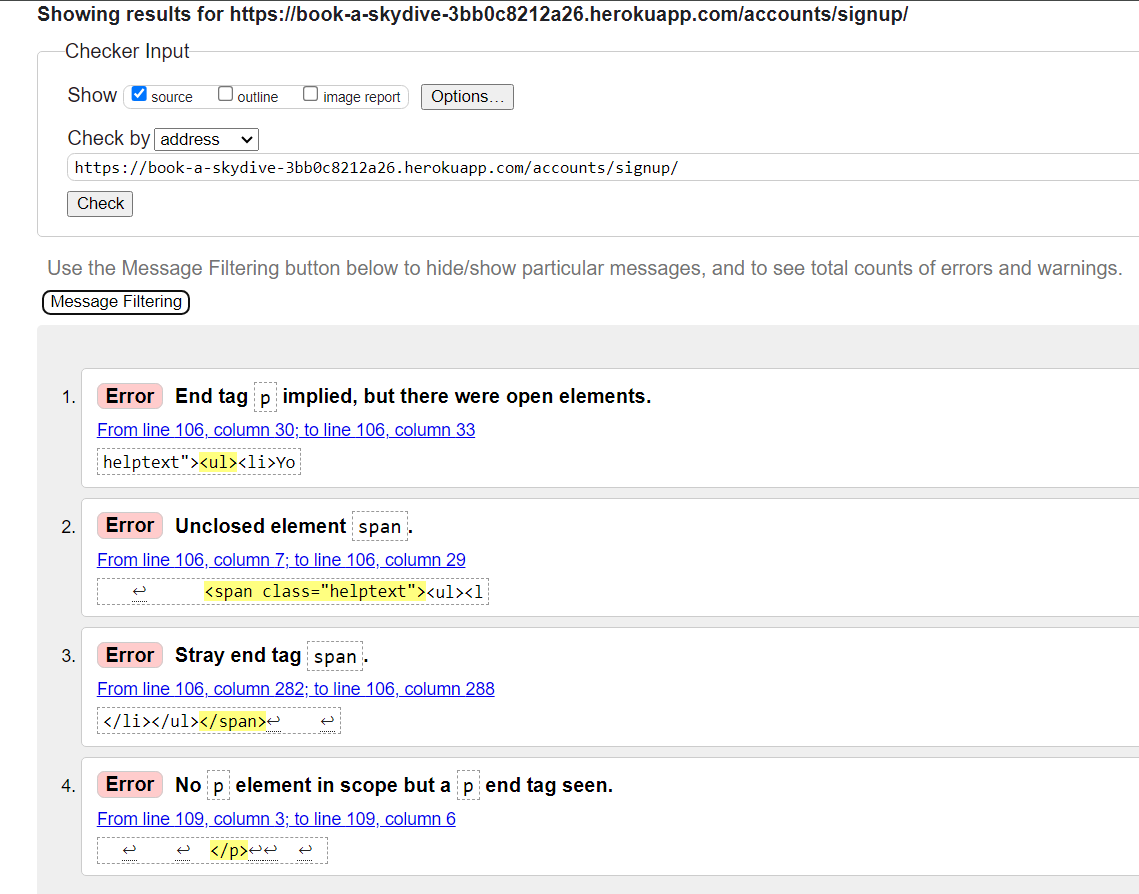 Showing results for https://book-a-skydive-3bb0c8212a26.herokuapp.com/accounts/signup/
Checker Input
Show source outline image report Options…
Check by address
https://book-a-skydive-3bb0c8212a26.herokuapp.com/accounts/signup/
Check
Use the Message Filtering button below to hide/show particular messages, and to see total counts of errors and warnings.
Message Filtering
1. Error End tag p implied, but there were open elements.
From line 106, column 30; to line 106, column 33
helptext"><ul><li>Yo
2. Error Unclosed element span.
From line 106, column 7; to line 106, column 29
↩ <span class="helptext"><ul><l
3. Error Stray end tag span.
From line 106, column 282; to line 106, column 288
</li></ul></span>↩ ↩
4. Error No p element in scope but a p end tag seen.
From line 109, column 3; to line 109, column 6
↩ ↩ </p>↩↩ ↩